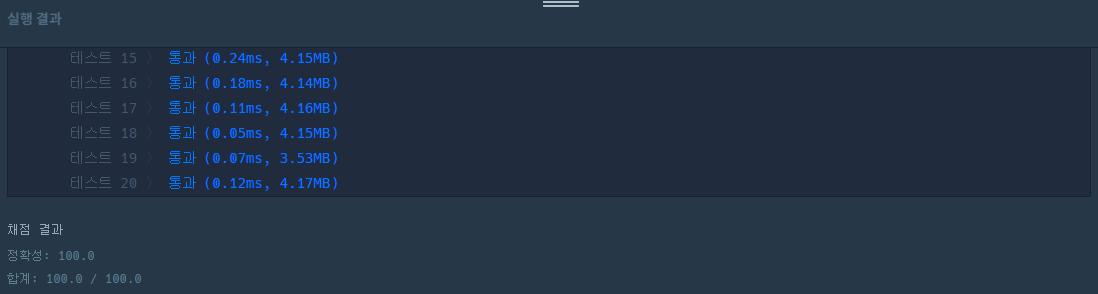 실행 결과
테스트 15 〉 통과 (0.24ms, 4.15MB)
테스트 16 〉 통과 (0.18ms, 4.14MB)
테스트 17 〉 통과 (0.11ms, 4.16MB)
테스트 18 〉 통과 (0.05ms, 4.15MB)
테스트 19 〉 통과 (0.07ms, 3.53MB)
테스트 20 〉 통과 (0.12ms, 4.17MB)
채점 결과
정확성: 100.0
합계: 100.0 / 100.0